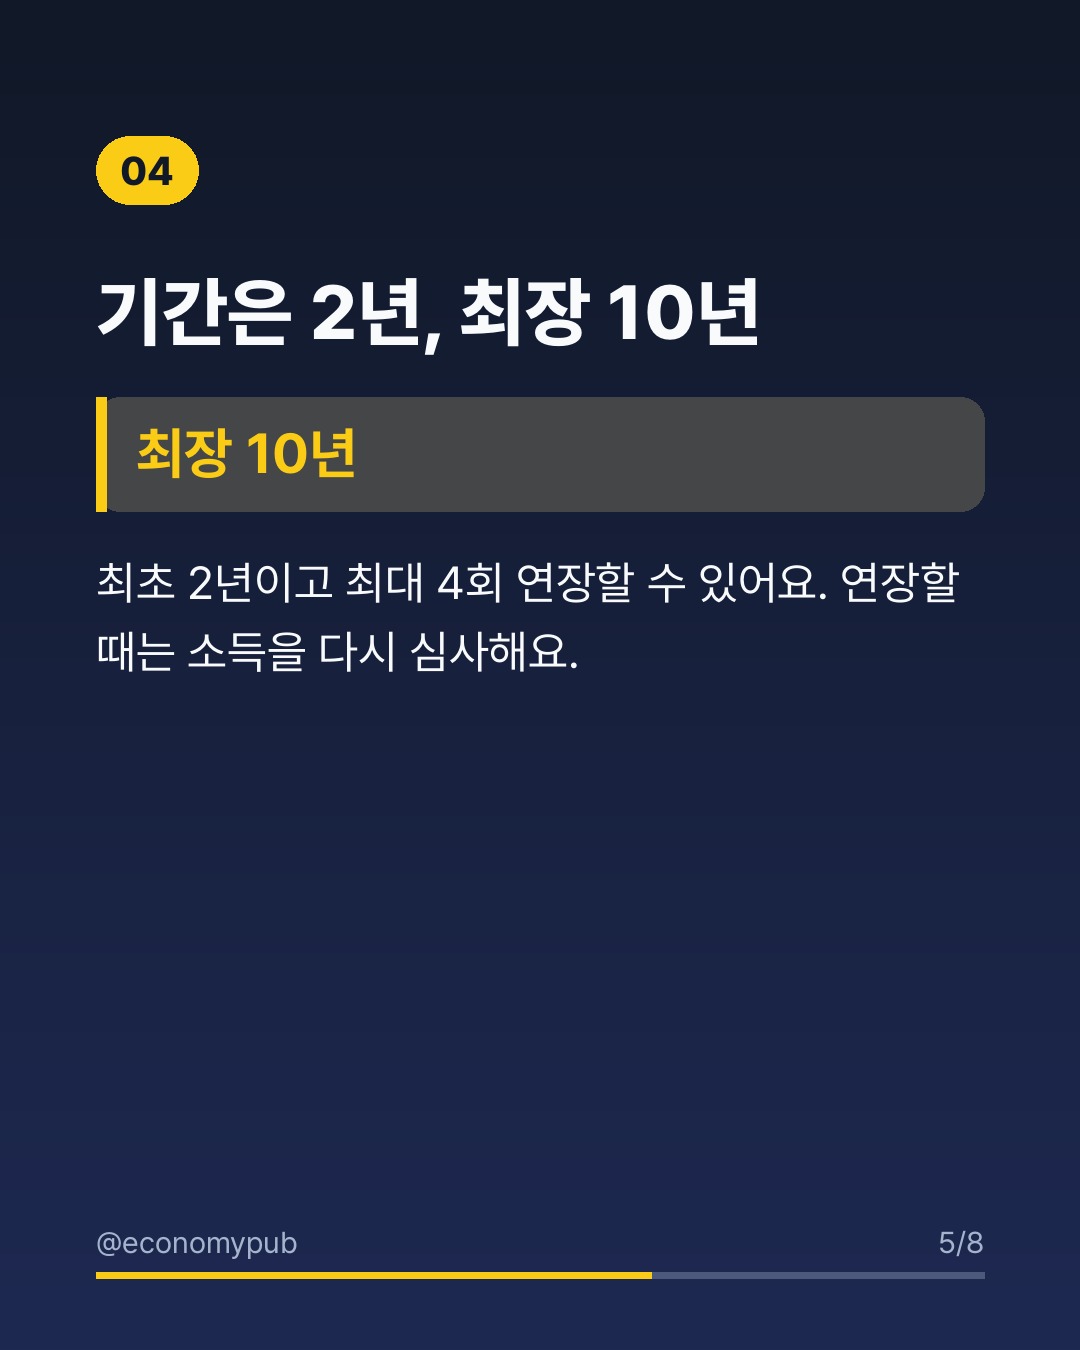 04
기간은 2년, 최장 10년
최장 10년
최초 2년이고 최대 4회 연장할 수 있어요. 연장할
때는 소득을 다시 심사해요.
@economypub
5/8